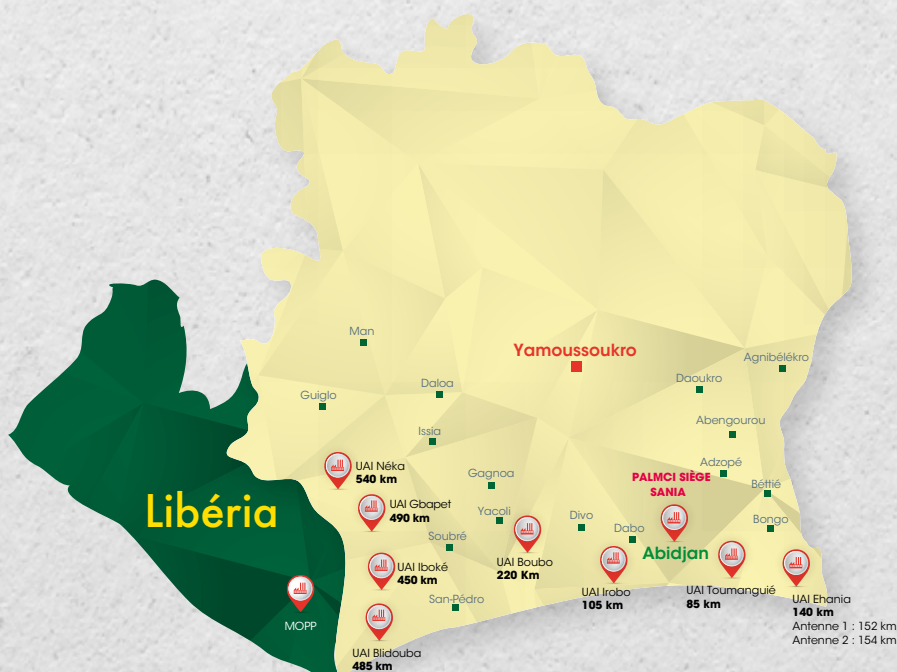 Man
Yamoussoukro
Agnibélékro
Daoukro
Daloa
Guiglo
Abengourou
Issia
Adzopé
UAI Néka
540 km
Gagnoa
PALMCI SIÈGE
SANIA
Béttié
Libéria
UAI Gbapet
490 km
Yacoli
Divo
Dabo
Bongo
Soubré
Abidjan
UAI Iboké
450 km
UAI Boubo
220 Km
UAI Irobo
105 km
UAI Toumanguié
85 km
UAI Ehania
140 km
Antenne 1 : 152 km
Antenne 2 : 154 km
San-Pédro
MOPP
UAI Blidouba
485 km